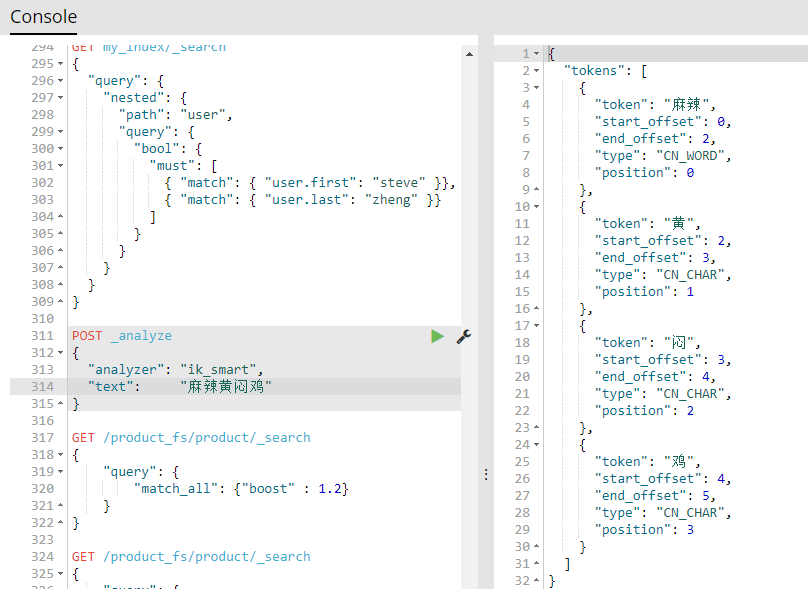 Console
294 GET my_index/_search
295 {
296 "query": {
297 "nested": {
298 "path": "user",
299 "query": {
300 "bool": {
301 "must": [
302 { "match": { "user.first": "steve" }},
303 { "match": { "user.last": "zheng" }}
304 ]
305 }
306 }
307 }
308 }
309 }
310
311 POST _analyze
312 {
313 "analyzer": "ik_smart",
314 "text": "麻辣黄闷鸡"
315 }
316
317 GET /product_fs/product/_search
318 {
319 "query": {
320 "match_all": {"boost" : 1.2}
321 }
322 }
323
324 GET /product_fs/product/_search
325 {
326 "query": {
1 {
2 "tokens": [
3 {
4 "token": "麻辣",
5 "start_offset": 0,
6 "end_offset": 2,
7 "type": "CN_WORD",
8 "position": 0
9 },
10 {
11 "token": "黄",
12 "start_offset": 2,
13 "end_offset": 3,
14 "type": "CN_CHAR",
15 "position": 1
16 },
17 {
18 "token": "闷",
19 "start_offset": 3,
20 "end_offset": 4,
21 "type": "CN_CHAR",
22 "position": 2
23 },
24 {
25 "token": "鸡",
26 "start_offset": 4,
27 "end_offset": 5,
28 "type": "CN_CHAR",
29 "position": 3
30 }
31 ]
32 }